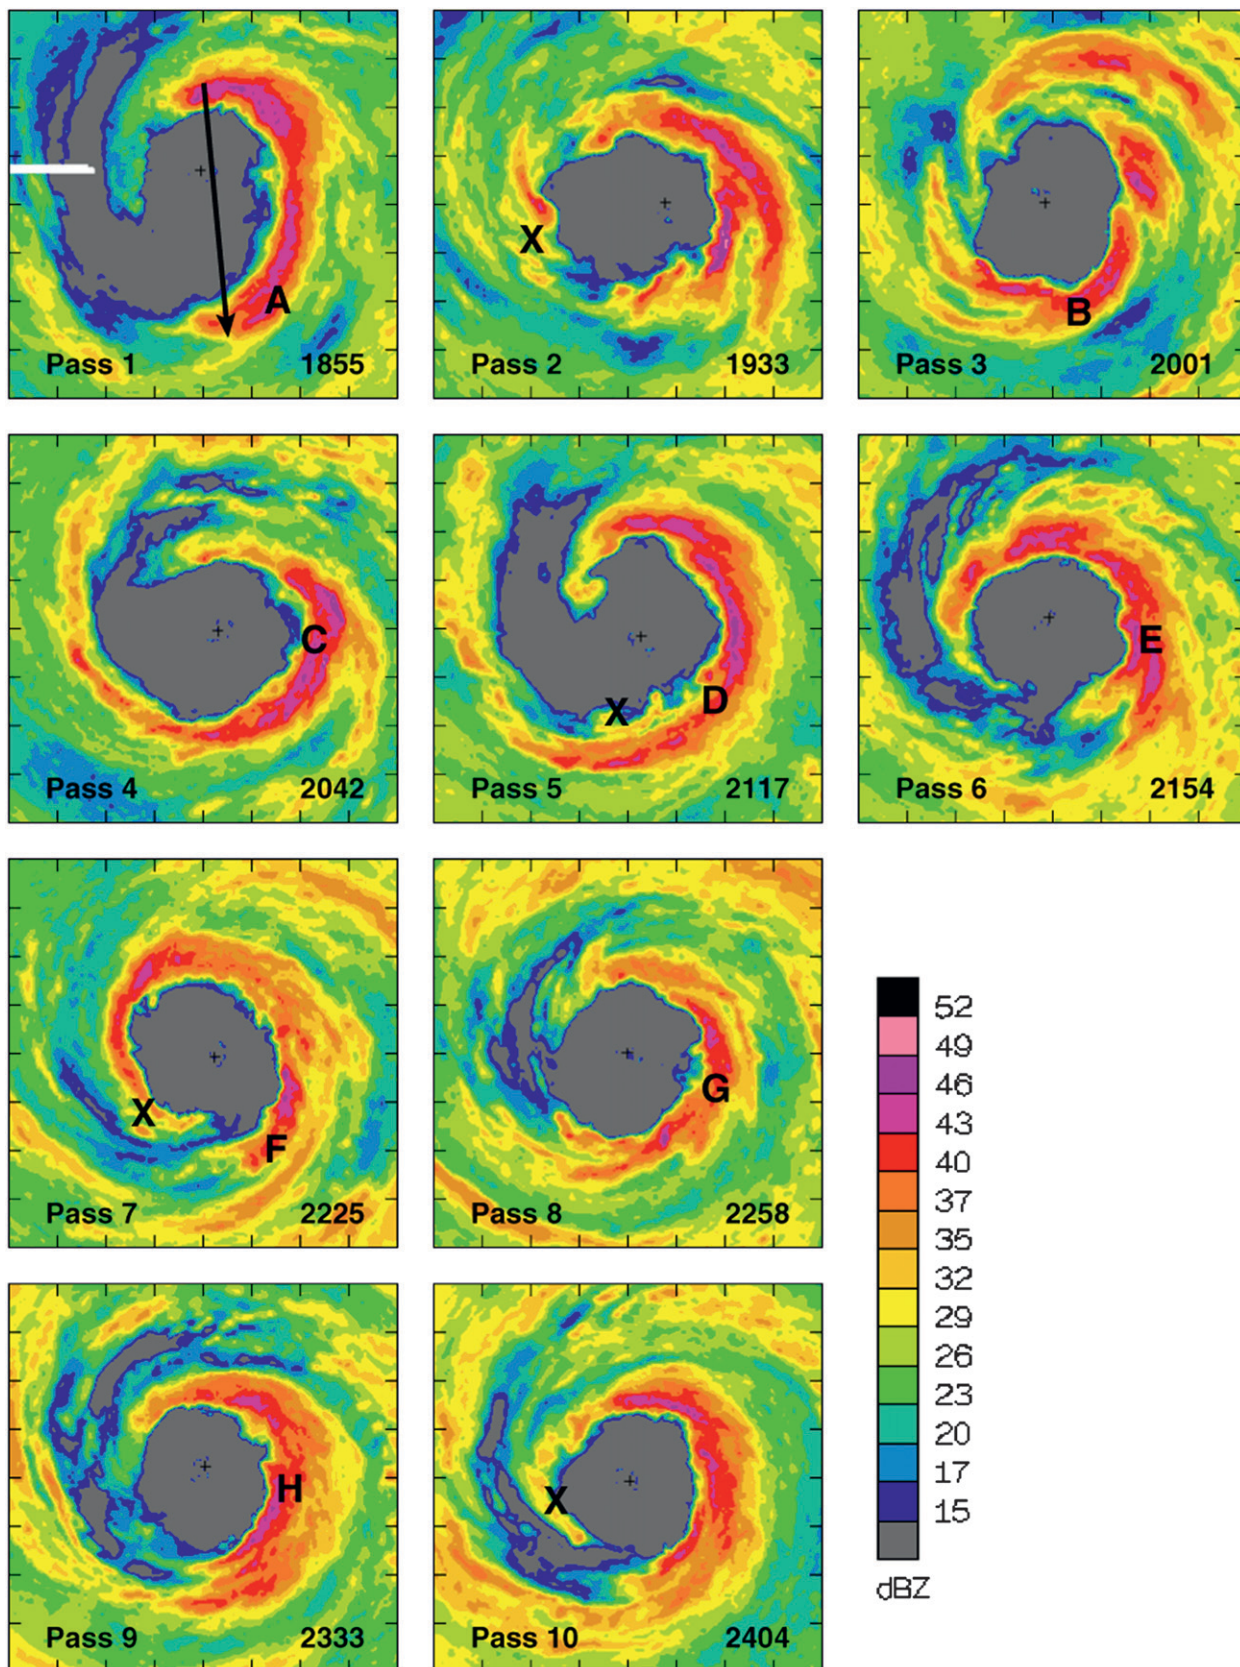 A
Pass 1 1855
X
Pass 2 1933
B
Pass 3 2001
C
Pass 4 2042
X D
Pass 5 2117
E
Pass 6 2154
X
F
Pass 7 2225
G
Pass 8 2258
52
49
46
43
40
37
35
32
29
26
23
20
17
15
dBZ
H
Pass 9 2333
X
Pass 10 2404